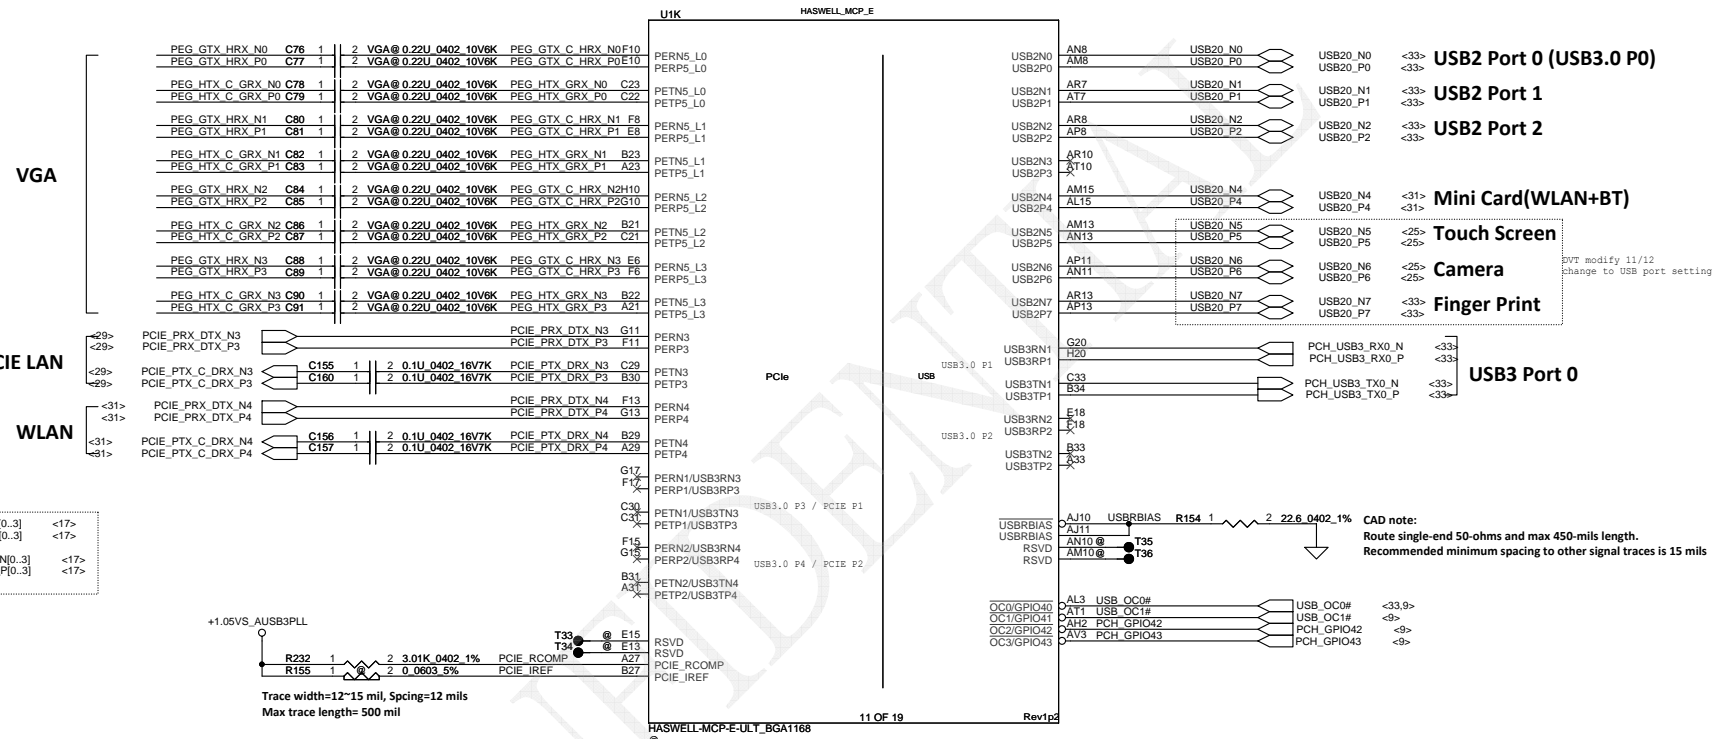 U1K
HASWELL_MCP_E
VGA
PEG_GTX_HRX_N0 C76 1 2 VGA@ 0.22U_0402_10V6K PEG_GTX_C_HRX_N0 F10 PERN5_L0
PEG_GTX_HRX_P0 C77 1 2 VGA@ 0.22U_0402_10V6K PEG_GTX_C_HRX_P0 E10 PERP5_L0
PEG_HTX_C_GRX_N0 C78 1 2 VGA@ 0.22U_0402_10V6K PEG_HTX_GRX_N0 C23 PETN5_L0
PEG_HTX_C_GRX_P0 C79 1 2 VGA@ 0.22U_0402_10V6K PEG_HTX_GRX_P0 C22 PETP5_L0
PEG_GTX_HRX_N1 C80 1 2 VGA@ 0.22U_0402_10V6K PEG_GTX_C_HRX_N1 F8 PERN5_L1
PEG_GTX_HRX_P1 C81 1 2 VGA@ 0.22U_0402_10V6K PEG_GTX_C_HRX_P1 E8 PERP5_L1
PEG_HTX_C_GRX_N1 C82 1 2 VGA@ 0.22U_0402_10V6K PEG_HTX_GRX_N1 B23 PETN5_L1
PEG_HTX_C_GRX_P1 C83 1 2 VGA@ 0.22U_0402_10V6K PEG_HTX_GRX_P1 A23 PETP5_L1
PEG_GTX_HRX_N2 C84 1 2 VGA@ 0.22U_0402_10V6K PEG_GTX_C_HRX_N2 H10 PERN5_L2
PEG_GTX_HRX_P2 C85 1 2 VGA@ 0.22U_0402_10V6K PEG_GTX_C_HRX_P2 G10 PERP5_L2
PEG_HTX_C_GRX_N2 C86 1 2 VGA@ 0.22U_0402_10V6K PEG_HTX_GRX_N2 B21 PETN5_L2
PEG_HTX_C_GRX_P2 C87 1 2 VGA@ 0.22U_0402_10V6K PEG_HTX_GRX_P2 C21 PETP5_L2
PEG_GTX_HRX_N3 C88 1 2 VGA@ 0.22U_0402_10V6K PEG_GTX_C_HRX_N3 E6 PERN5_L3
PEG_GTX_HRX_P3 C89 1 2 VGA@ 0.22U_0402_10V6K PEG_GTX_C_HRX_P3 F6 PERP5_L3
PEG_HTX_C_GRX_N3 C90 1 2 VGA@ 0.22U_0402_10V6K PEG_HTX_GRX_N3 B22 PETN5_L3
PEG_HTX_C_GRX_P3 C91 1 2 VGA@ 0.22U_0402_10V6K PEG_HTX_GRX_P3 A21 PETP5_L3
CIE LAN
<29> PCIE_PRX_DTX_N3 PCIE_PRX_DTX_N3 G11 PERN3
<29> PCIE_PRX_DTX_P3 PCIE_PRX_DTX_P3 F11 PERP3
<29> PCIE_PTX_C_DRX_N3 C155 1 2 0.1U_0402_16V7K PCIE_PTX_DRX_N3 C29 PETN3
<29> PCIE_PTX_C_DRX_P3 C160 1 2 0.1U_0402_16V7K PCIE_PTX_DRX_P3 B30 PETP3
WLAN
<31> PCIE_PRX_DTX_N4 PCIE_PRX_DTX_N4 F13 PERN4
<31> PCIE_PRX_DTX_P4 PCIE_PRX_DTX_P4 G13 PERP4
<31> PCIE_PTX_C_DRX_N4 C156 1 2 0.1U_0402_16V7K PCIE_PTX_DRX_N4 B29 PETN4
<31> PCIE_PTX_C_DRX_P4 C157 1 2 0.1U_0402_16V7K PCIE_PTX_DRX_P4 A29 PETP4
G17 PERN1/USB3RN3
F17 PERP1/USB3RP3
C30 PETN1/USB3TN3
C31 PETP1/USB3TP3
USB3.0 P3 / PCIE P1
F15 PERN2/USB3RN4
G15 PERP2/USB3RP4
B31 PETN2/USB3TN4
A31 PETP2/USB3TP4
USB3.0 P4 / PCIE P2
[0..3] <17>
[0..3] <17>
N[0..3] <17>
P[0..3] <17>
+1.05VS_AUSB3PLL
T33 @ E15 RSVD
T34 @ E13 RSVD
R232 1 2 3.01K_0402_1% PCIE_RCOMP A27 PCIE_RCOMP
R155 1 @ 2 0_0603_5% PCIE_IREF B27 PCIE_IREF
Trace width=12~15 mil, Spcing=12 mils
Max trace length= 500 mil
PCIe
USB
USB2N0 AN8 USB20_N0 USB20_N0 <33>
USB2P0 AM8 USB20_P0 USB20_P0 <33>
USB2 Port 0 (USB3.0 P0)
USB2N1 AR7 USB20_N1 USB20_N1 <33>
USB2P1 AT7 USB20_P1 USB20_P1 <33>
USB2 Port 1
USB2N2 AR8 USB20_N2 USB20_N2 <33>
USB2P2 AP8 USB20_P2 USB20_P2 <33>
USB2 Port 2
USB2N3 AR10
USB2P3 AT10
USB2N4 AM15 USB20_N4 USB20_N4 <31>
USB2P4 AL15 USB20_P4 USB20_P4 <31>
Mini Card(WLAN+BT)
USB2N5 AM13 USB20_N5 USB20_N5 <25>
USB2P5 AN13 USB20_P5 USB20_P5 <25>
Touch Screen
USB2N6 AP11 USB20_N6 USB20_N6 <25>
USB2P6 AN11 USB20_P6 USB20_P6 <25>
Camera
DVT modify 11/12
change to USB port setting
USB2N7 AR13 USB20_N7 USB20_N7 <33>
USB2P7 AP13 USB20_P7 USB20_P7 <33>
Finger Print
USB3RN1 G20 PCH_USB3_RX0_N <33>
USB3RP1 H20 PCH_USB3_RX0_P <33>
USB3.0 P1
USB3TN1 C33 PCH_USB3_TX0_N <33>
USB3TP1 B34 PCH_USB3_TX0_P <33>
USB3 Port 0
USB3RN2 E18
USB3RP2 F18
USB3.0 P2
USB3TN2 B33
USB3TP2 A33
USBRBIAS AJ10 USBRBIAS R154 1 2 22.6_0402_1%
USBRBIAS AJ11
RSVD AN10 @ T35
RSVD AM10 @ T36
CAD note:
Route single-end 50-ohms and max 450-mils length.
Recommended minimum spacing to other signal traces is 15 mils
OC0/GPIO40 AL3 USB_OC0# USB_OC0# <33,9>
OC1/GPIO41 AT1 USB_OC1# USB_OC1# <9>
OC2/GPIO42 AH2 PCH_GPIO42 PCH_GPIO42 <9>
OC3/GPIO43 AV3 PCH_GPIO43 PCH_GPIO43 <9>
11 OF 19
Rev1p2
HASWELL-MCP-E-ULT_BGA1168